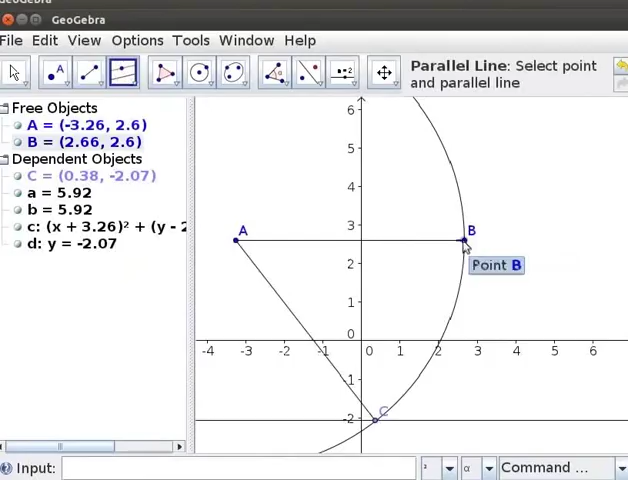 GeoGebra
GeoGebra
File Edit View Options Tools Window Help
A
a=2
Parallel Line: Select point
and parallel line
Free Objects
A = (-3.26, 2.6)
B = (2.66, 2.6)
Dependent Objects
C = (0.38, -2.07)
a = 5.92
b = 5.92
c: (x + 3.26)² + (y - 2
d: y = -2.07
6
5
4
3
2
1
0
-1
-2
-4 -3 -2 -1 0 1 2 3 4 5 6
A
B
Point B
C
Input:
²
α
Command ...